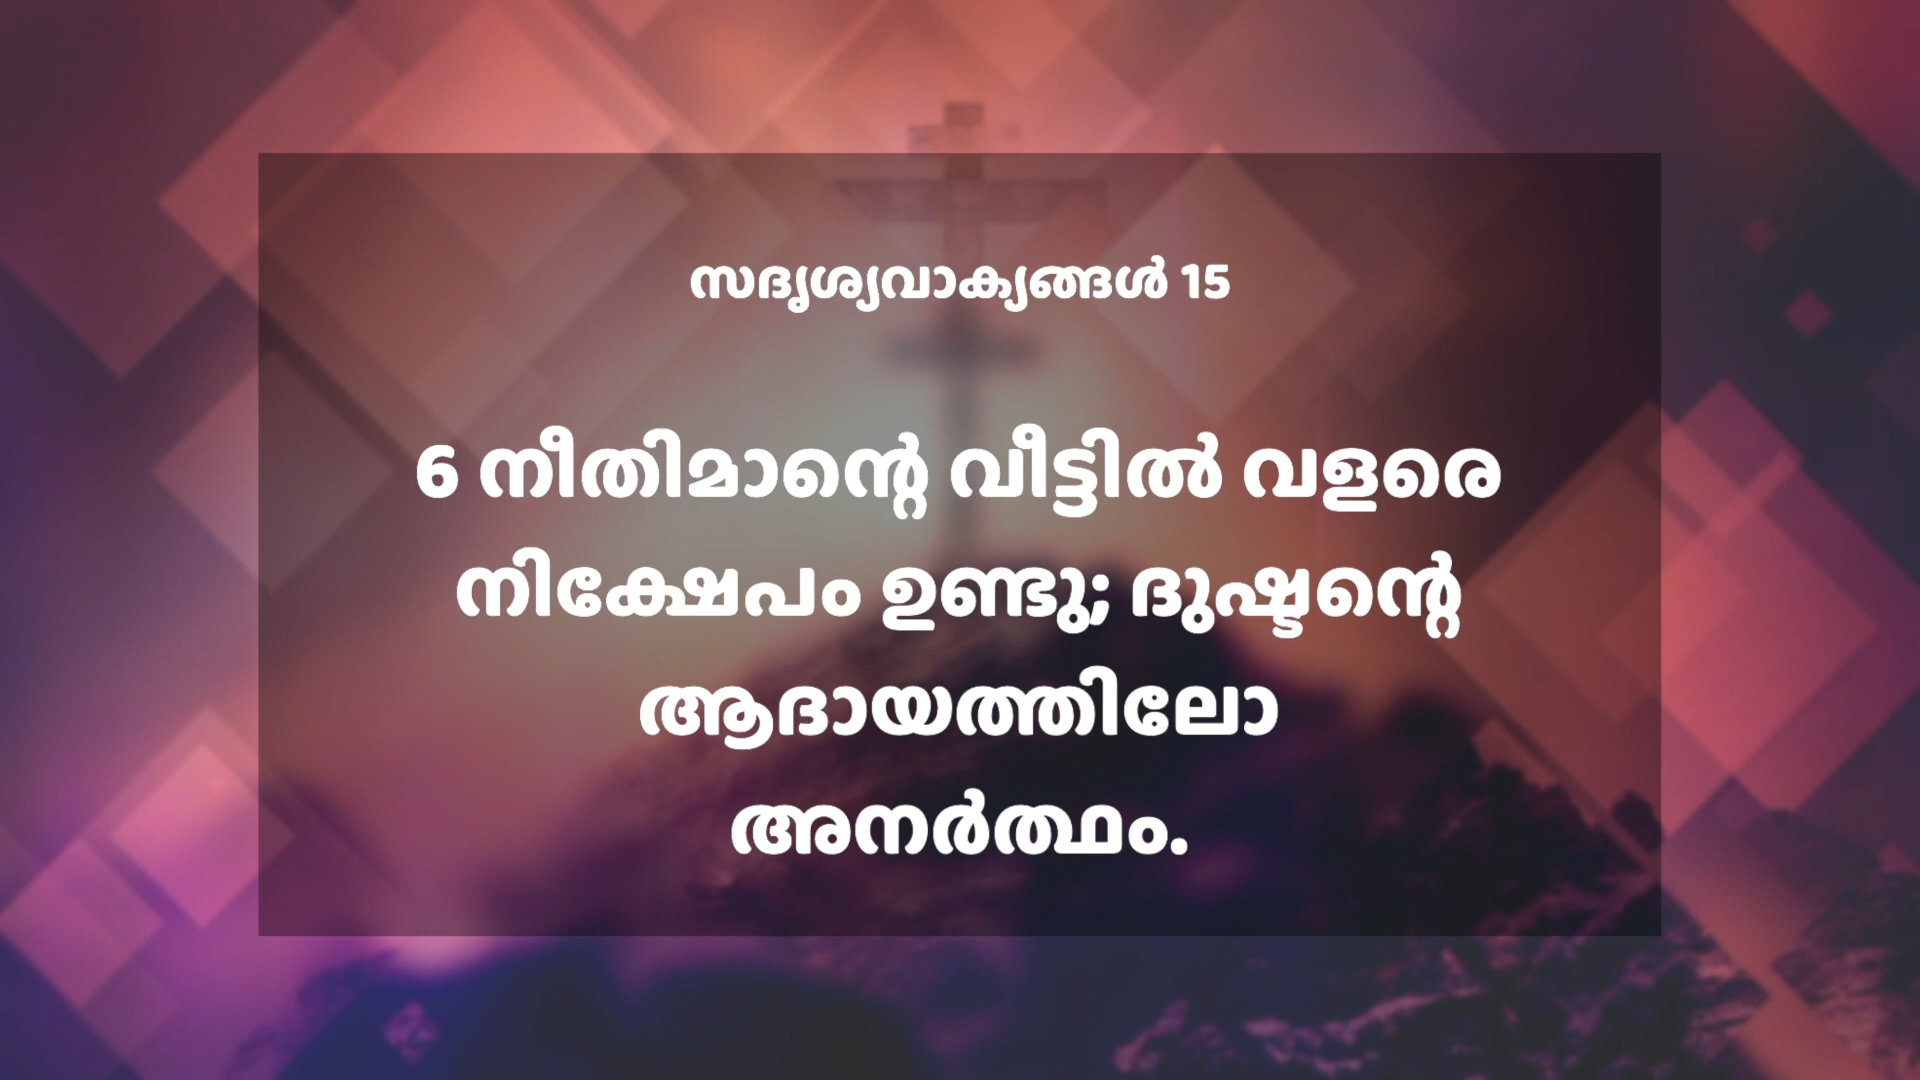 സദൃശ്യവാക്യങ്ങൾ 15
6 നീതിമാന്റെ വീട്ടിൽ വളരെ
നിക്ഷേപം ഉണ്ടു; ദുഷ്ടന്റെ
ആദായത്തിലോ
അനർത്ഥം.